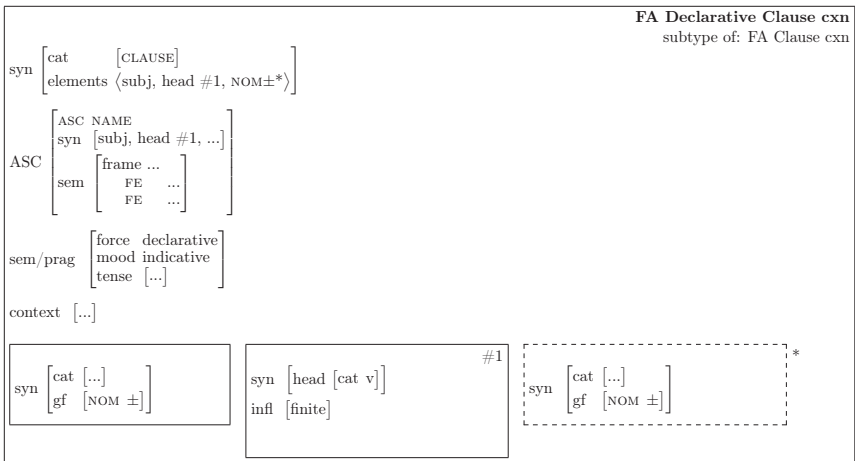 FA Declarative Clause cxn
subtype of: FA Clause cxn
syn [cat [CLAUSE]
elements ⟨subj, head #1, NOM±*⟩]
ASC [ASC NAME
syn [subj, head #1, ...]
sem [frame ...
FE ...
FE ...]]
sem/prag [force declarative
mood indicative
tense [...]]
context [...]
syn [cat [...]
gf [NOM ±]]
#1
syn [head [cat v]]
infl [finite]
*
syn [cat [...]
gf [NOM ±]]